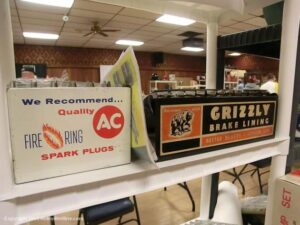 We Recommend...
Quality
AC
FIRE RING
SPARK PLUGS
GRIZZLY
BRAKE LINING